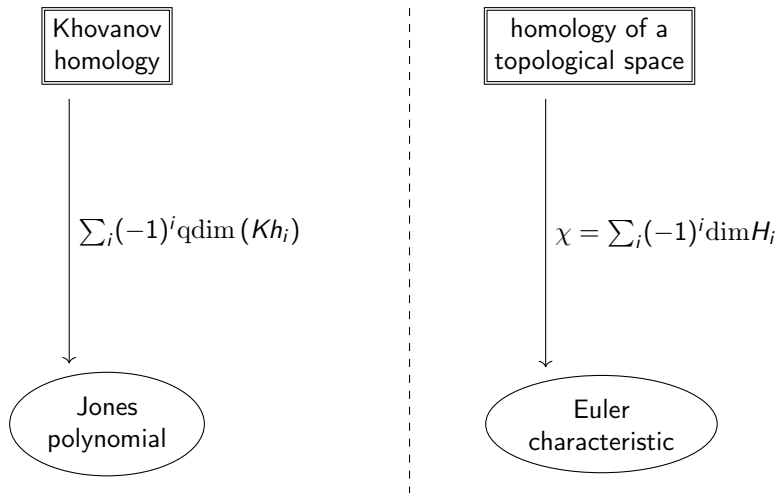 Khovanov
homology
∑ᵢ(−1)ⁱqdim (Khᵢ)
Jones
polynomial
homology of a
topological space
χ = ∑ᵢ(−1)ⁱdimHᵢ
Euler
characteristic